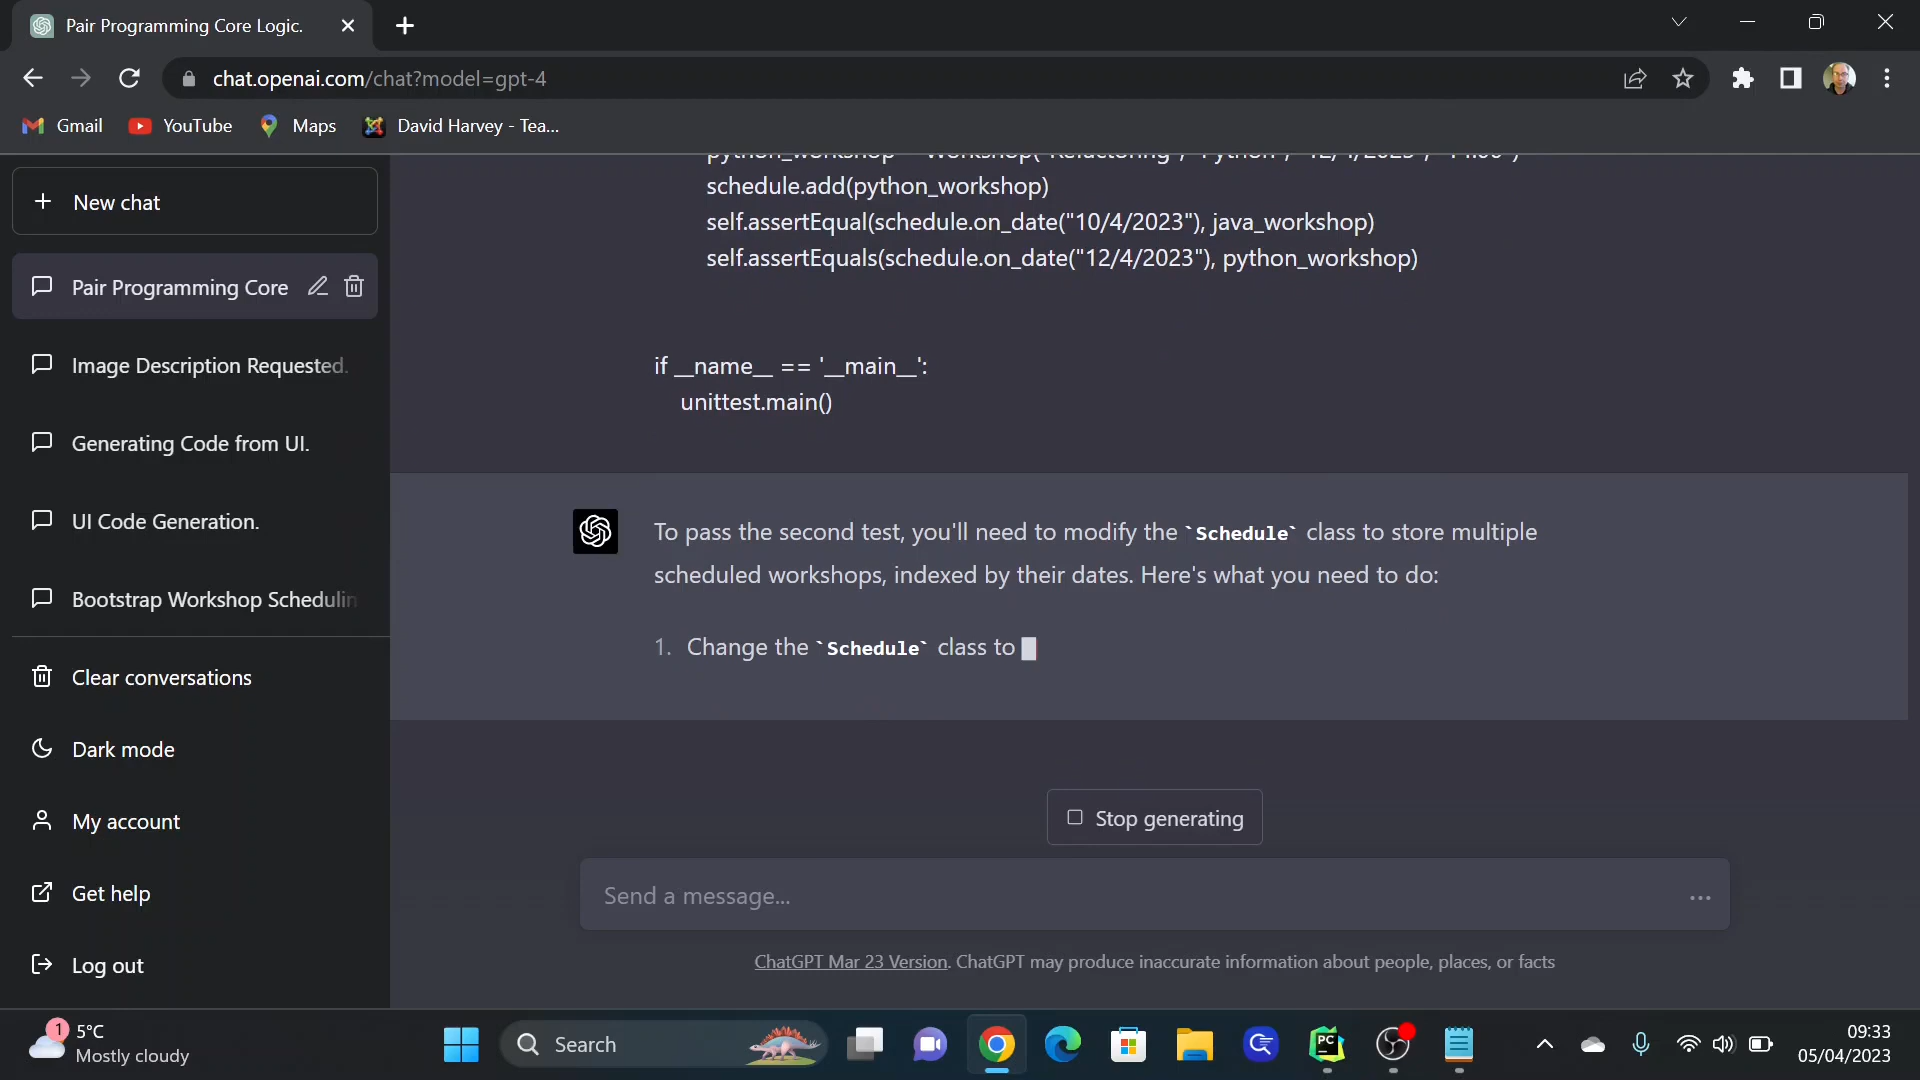 Pair Programming Core Logic.
chat.openai.com/chat?model=gpt-4
Gmail
YouTube
Maps
David Harvey - Tea...
New chat
Pair Programming Core
Image Description Requested.
Generating Code from UI.
UI Code Generation.
Bootstrap Workshop Schedulin
Clear conversations
Dark mode
My account
Get help
Log out
schedule.add(python_workshop)
self.assertEqual(schedule.on_date("10/4/2023"), java_workshop)
self.assertEquals(schedule.on_date("12/4/2023"), python_workshop)
if __name__ == '__main__':
unittest.main()
To pass the second test, you'll need to modify the `Schedule` class to store multiple
scheduled workshops, indexed by their dates. Here's what you need to do:
1. Change the `Schedule` class to
Stop generating
Send a message...
ChatGPT Mar 23 Version. ChatGPT may produce inaccurate information about people, places, or facts
1
5°C
Mostly cloudy
Search
PC
09:33
05/04/2023